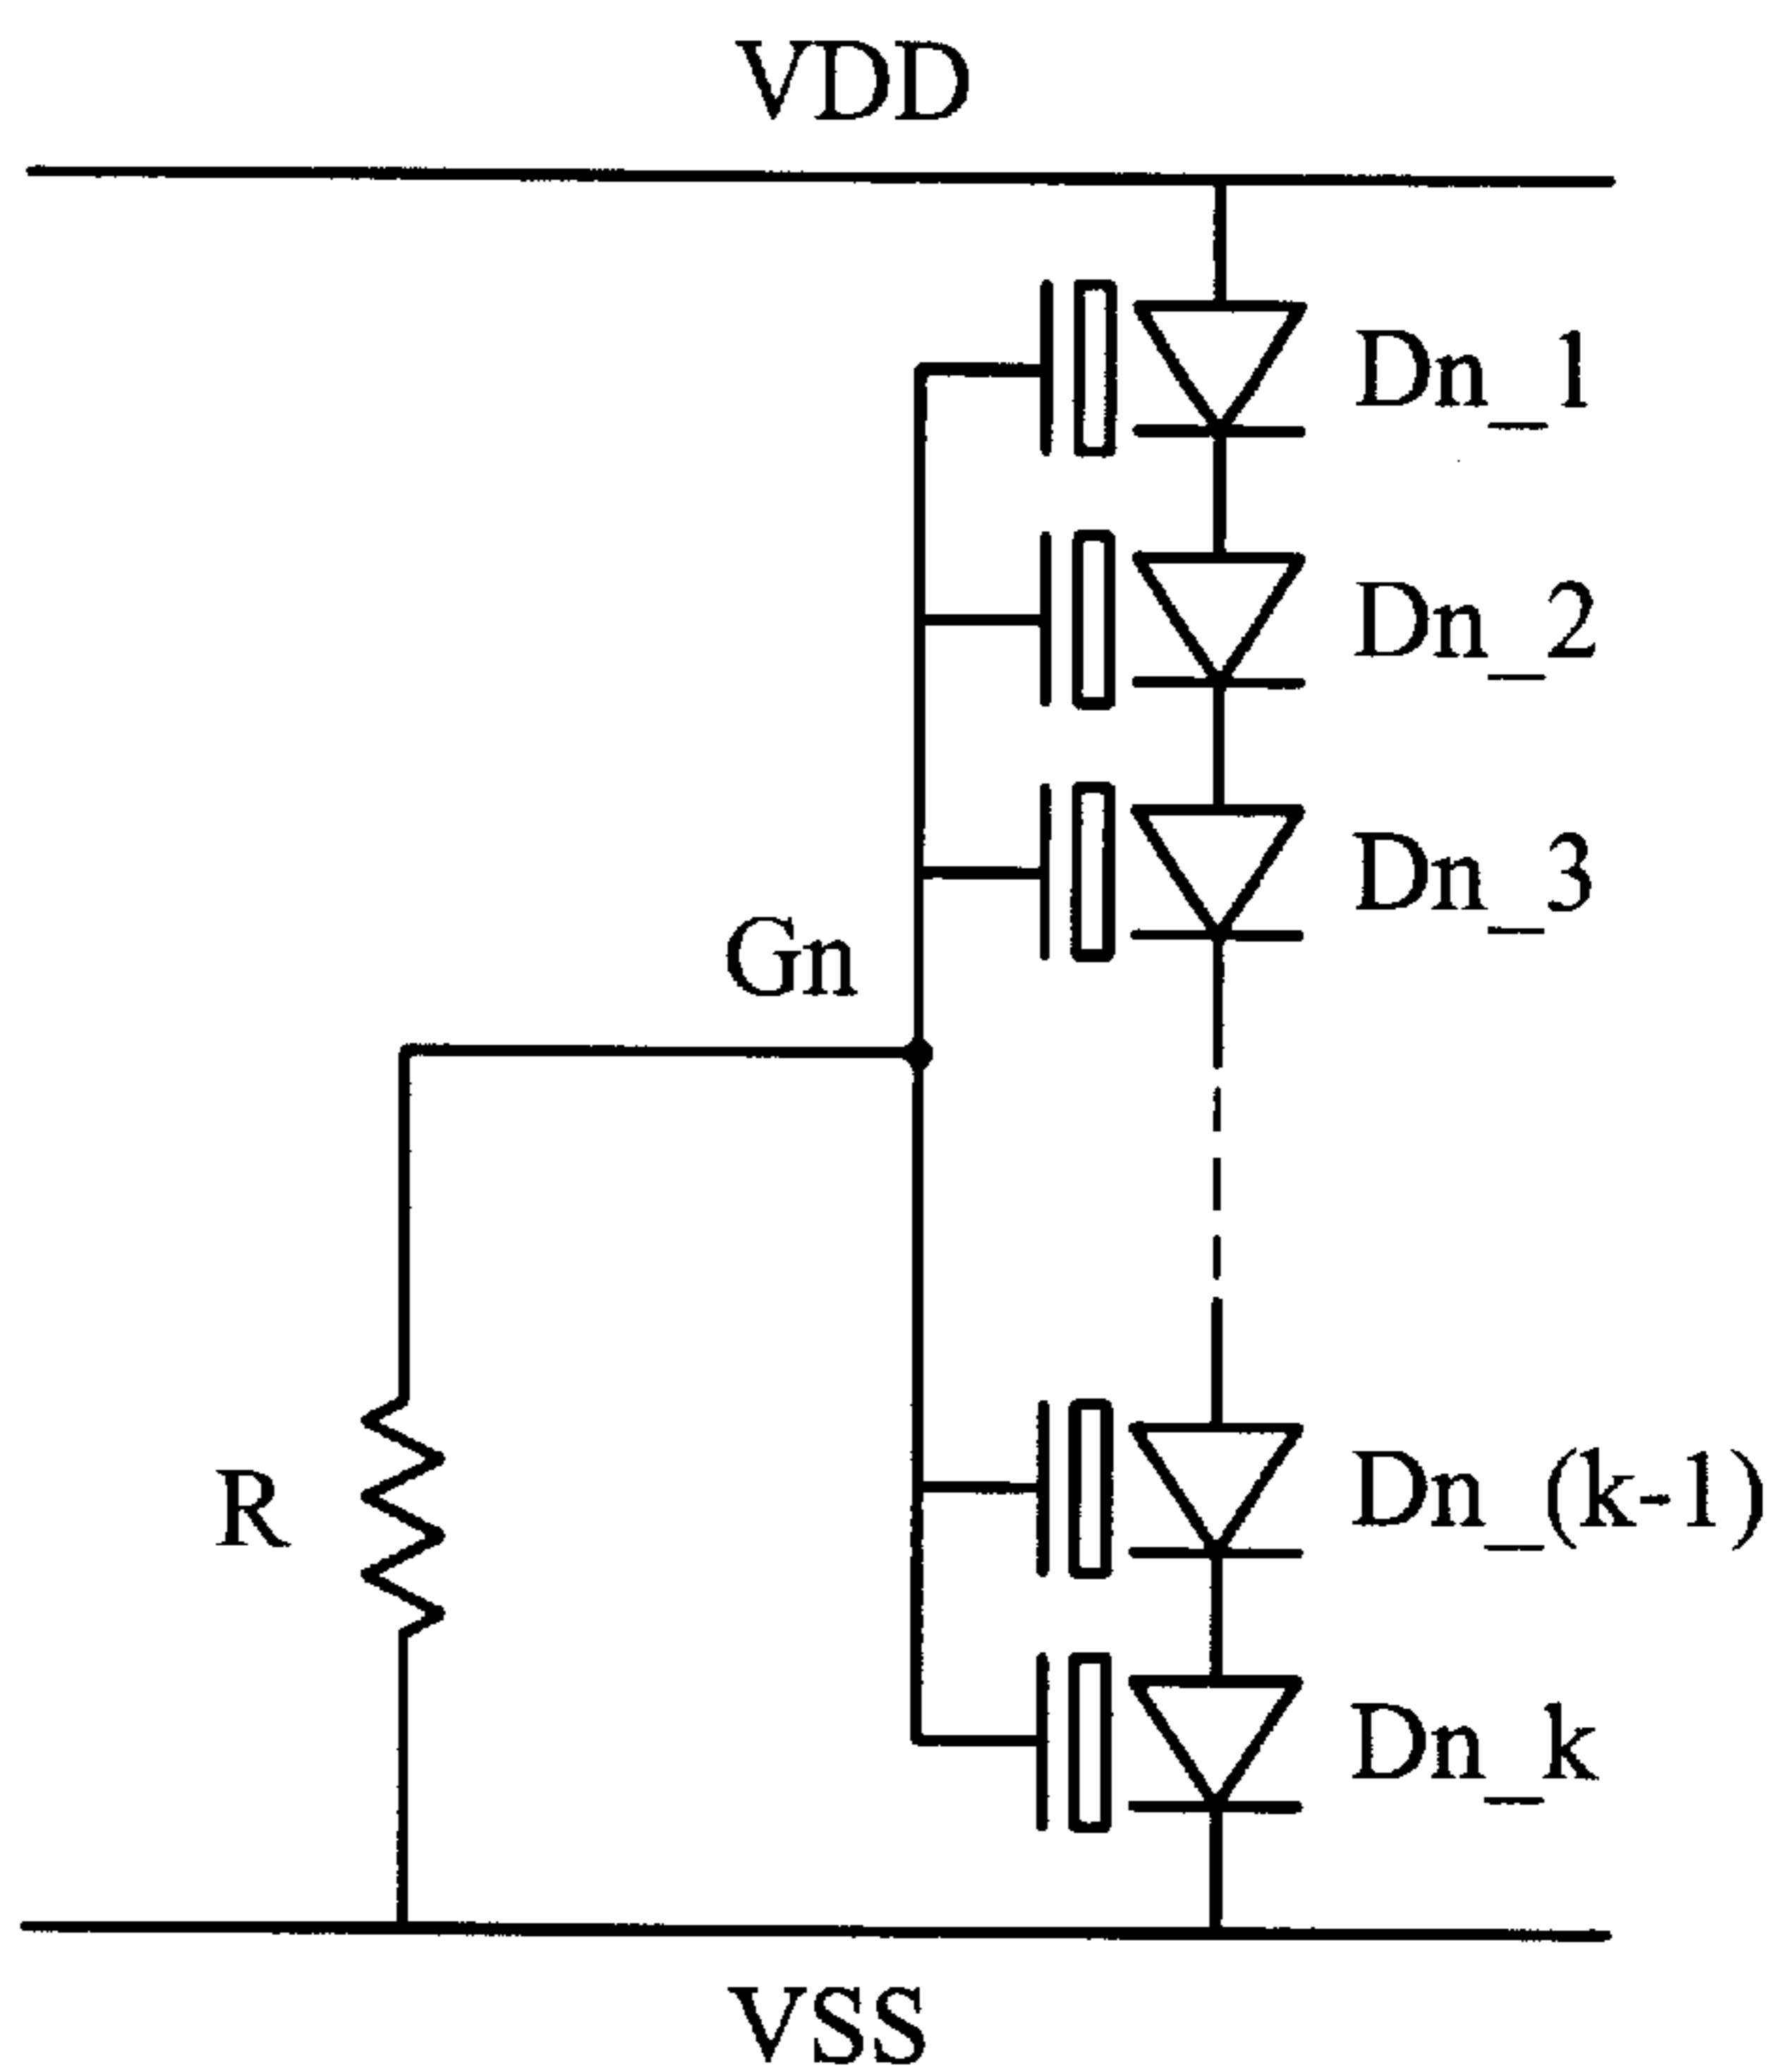 VDD
Dn_1
Dn_2
Dn_3
Gn
R
Dn_(k-1)
Dn_k
VSS